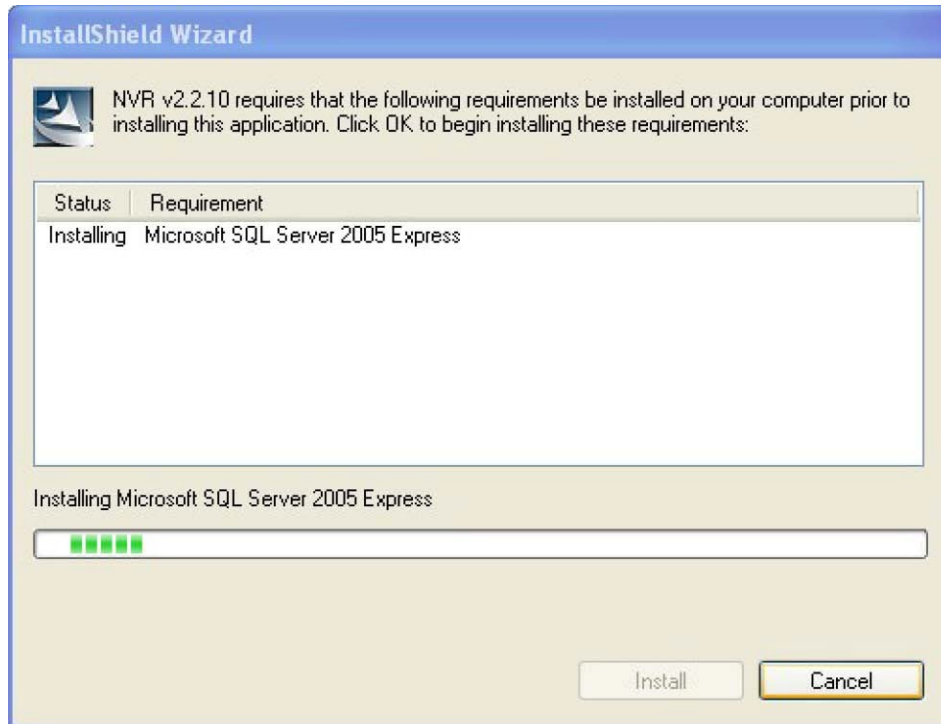 InstallShield Wizard
NVR v2.2.10 requires that the following requirements be installed on your computer prior to
installing this application. Click OK to begin installing these requirements:
Status Requirement
Installing Microsoft SQL Server 2005 Express
Installing Microsoft SQL Server 2005 Express
Install Cancel